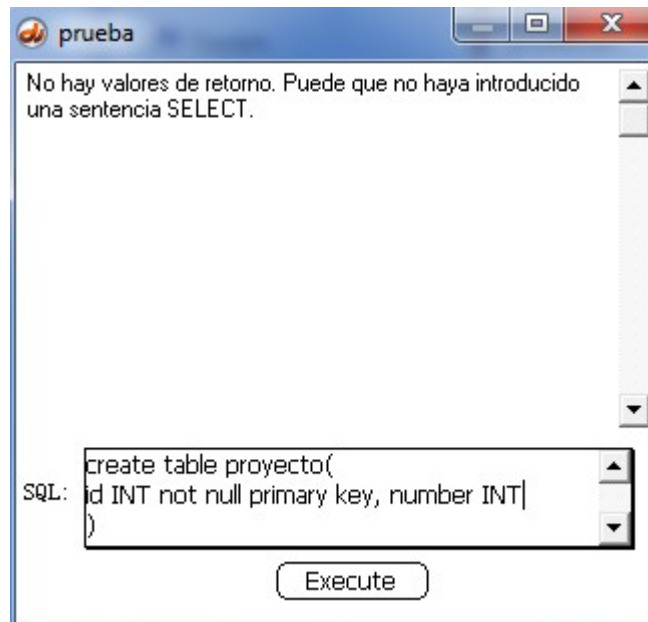 prueba
No hay valores de retorno. Puede que no haya introducido
una sentencia SELECT.
SQL:
create table proyecto(
id INT not null primary key, number INT
)
Execute